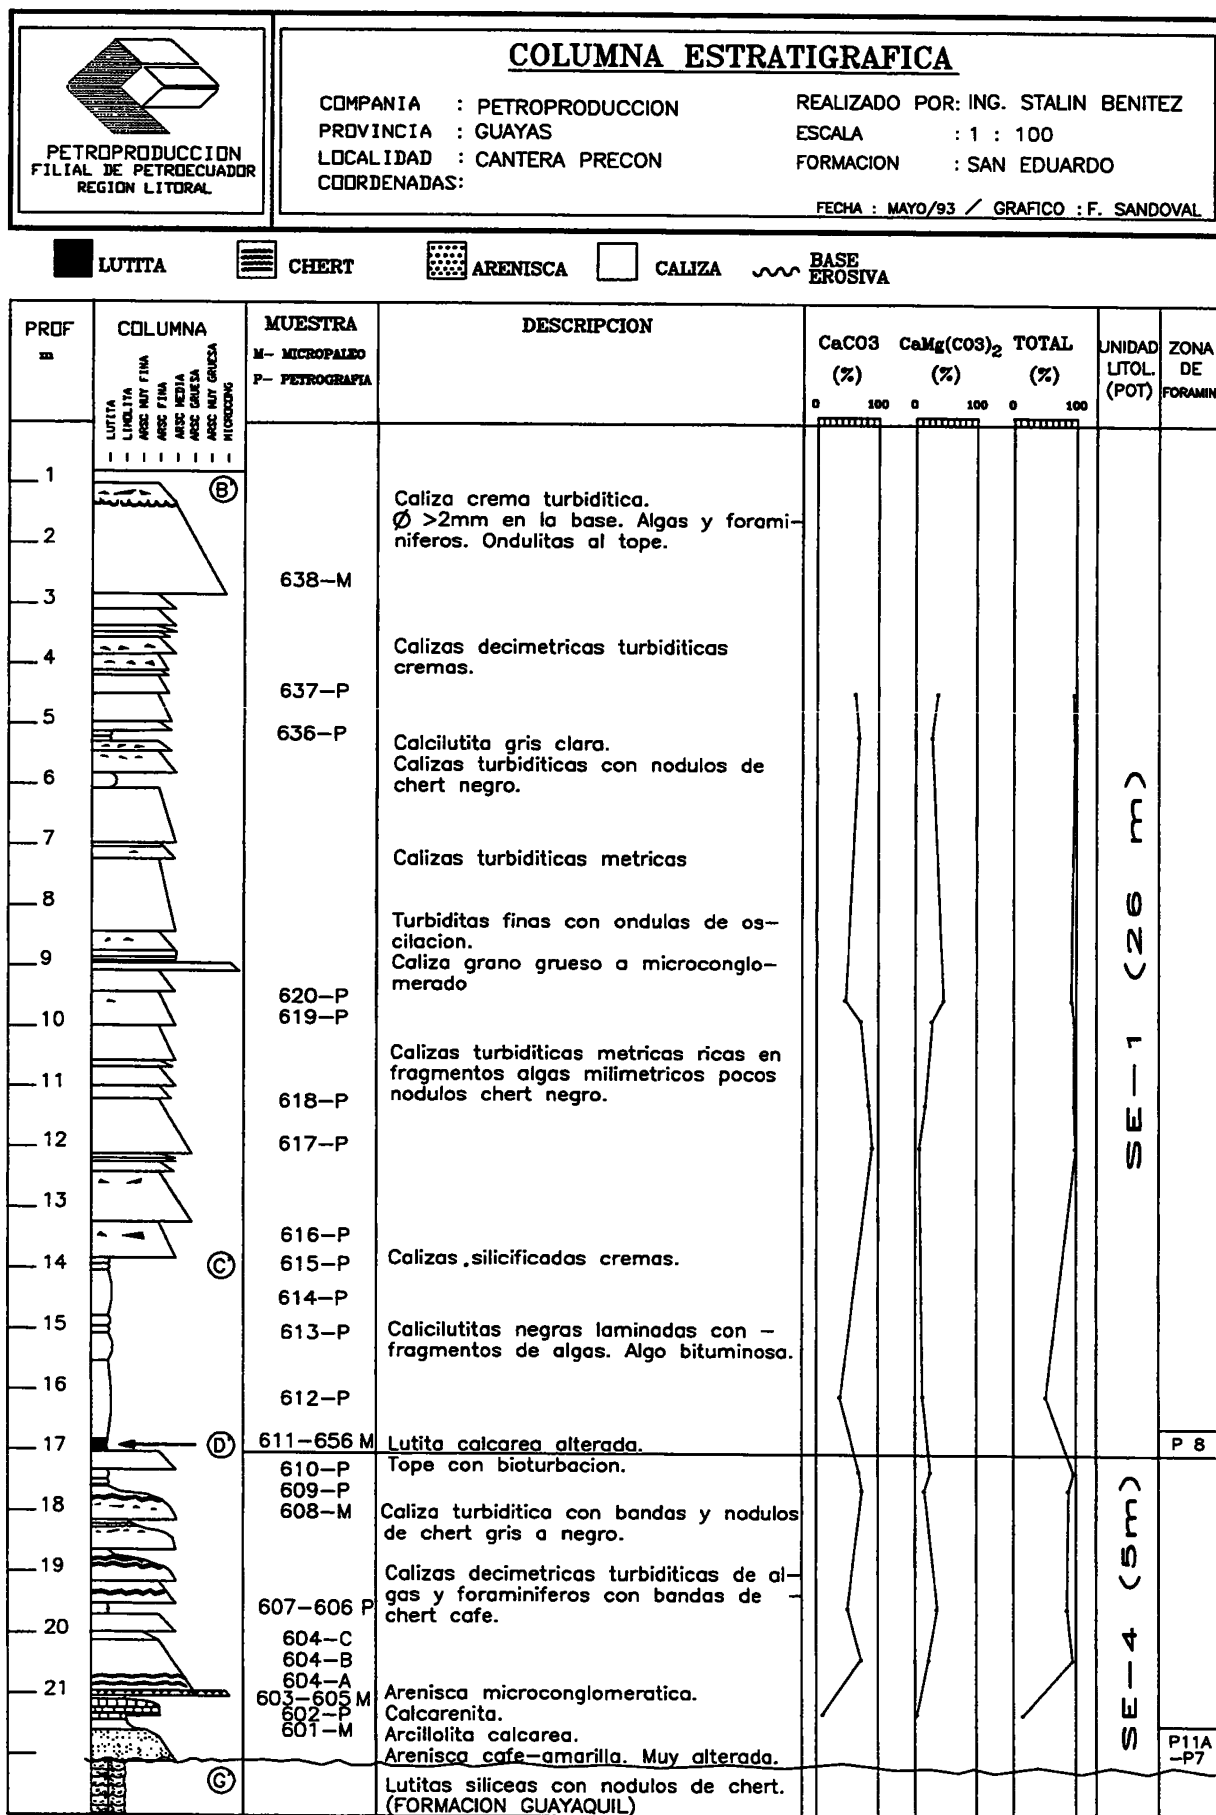 COLUMNA ESTRATIGRAFICA
PETROPRODUCCION
FILIAL DE PETROECUADOR
REGION LITORAL
COMPANIA : PETROPRODUCCION
PROVINCIA : GUAYAS
LOCALIDAD : CANTERA PRECON
COORDENADAS:
REALIZADO POR: ING. STALIN BENITEZ
ESCALA : 1 : 100
FORMACION : SAN EDUARDO
FECHA : MAYO/93 / GRAFICO : F. SANDOVAL
LUTITA
CHERT
ARENISCA
CALIZA
BASE
EROSIVA
PROF
m
COLUMNA
LUTITA
LIMOLITA
ARSC MUY FINA
ARSC FINA
ARSC MEDIA
ARSC GRUESA
ARSC MUY GRUESA
MICROCONG
MUESTRA
M- MICROPALEO
P- PETROGRAFIA
DESCRIPCION
CaCO3
(%)
CaMg(CO3)2
(%)
TOTAL
(%)
0 100 0 100 0 100
UNIDAD
LITOL.
(POT)
ZONA
DE
FORAMIN
1
B'
Caliza crema turbiditica.
Ø >2mm en la base. Algas y forami-
niferos. Ondulitas al tope.
2
638-M
3
4
Calizas decimetricas turbiditicas
cremas.
637-P
5
636-P
Calcilutita gris clara.
Calizas turbiditicas con nodulos de
chert negro.
6
7
Calizas turbiditicas metricas
8
Turbiditas finas con ondulas de os-
cilacion.
9
Caliza grano grueso a microconglo-
merado
620-P
10
619-P
Calizas turbiditicas metricas ricas en
fragmentos algas milimetricos pocos
nodulos chert negro.
11
618-P
12
617-P
SE-1 (26 m)
13
616-P
14
C'
615-P
Calizas silicificadas cremas.
614-P
15
613-P
Calicilutitas negras laminadas con -
fragmentos de algas. Algo bituminosa.
16
612-P
17
D'
611-656 M
Lutita calcarea alterada.
P 8
610-P
Tope con bioturbacion.
609-P
18
608-M
Caliza turbiditica con bandas y nodulos
de chert gris a negro.
19
Calizas decimetricas turbiditicas de al-
gas y foraminiferos con bandas de -
chert cafe.
607-606 P
20
604-C
604-B
604-A
21
603-605 M
Arenisca microconglomeratica.
602-P
Calcarenita.
601-M
Arcillolita calcarea.
Arenisca cafe-amarilla. Muy alterada.
SE-4 (5m)
P11A
-P7
G'
Lutitas siliceas con nodulos de chert.
(FORMACION GUAYAQUIL)